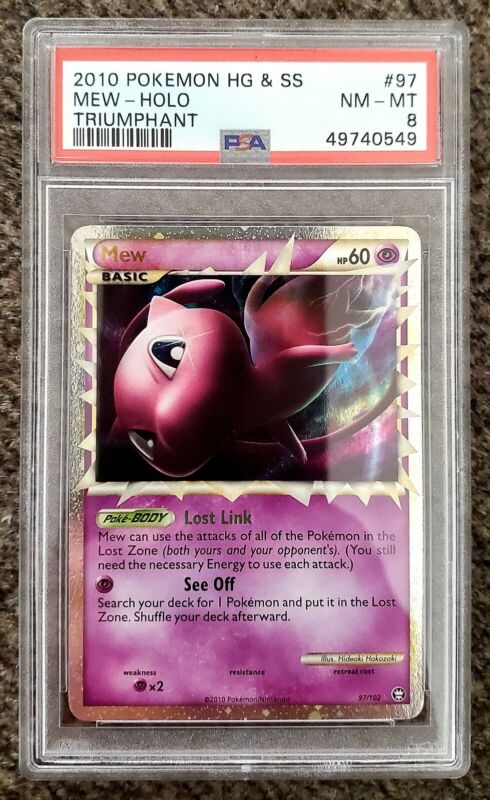 2010 POKEMON HG & SS #97
MEW - HOLO NM - MT
TRIUMPHANT 8
PSA 49740549
Mew HP60
BASIC
Poké-BODY Lost Link
Mew can use the attacks of all of the Pokémon in the
Lost Zone (both yours and your opponent's). (You still
need the necessary Energy to use each attack.)
See Off
Search your deck for 1 Pokémon and put it in the Lost
Zone. Shuffle your deck afterward.
Illus. Hideaki Hakozaki
weakness resistance retreat cost
×2
©2010 Pokémon/Nintendo 97/102